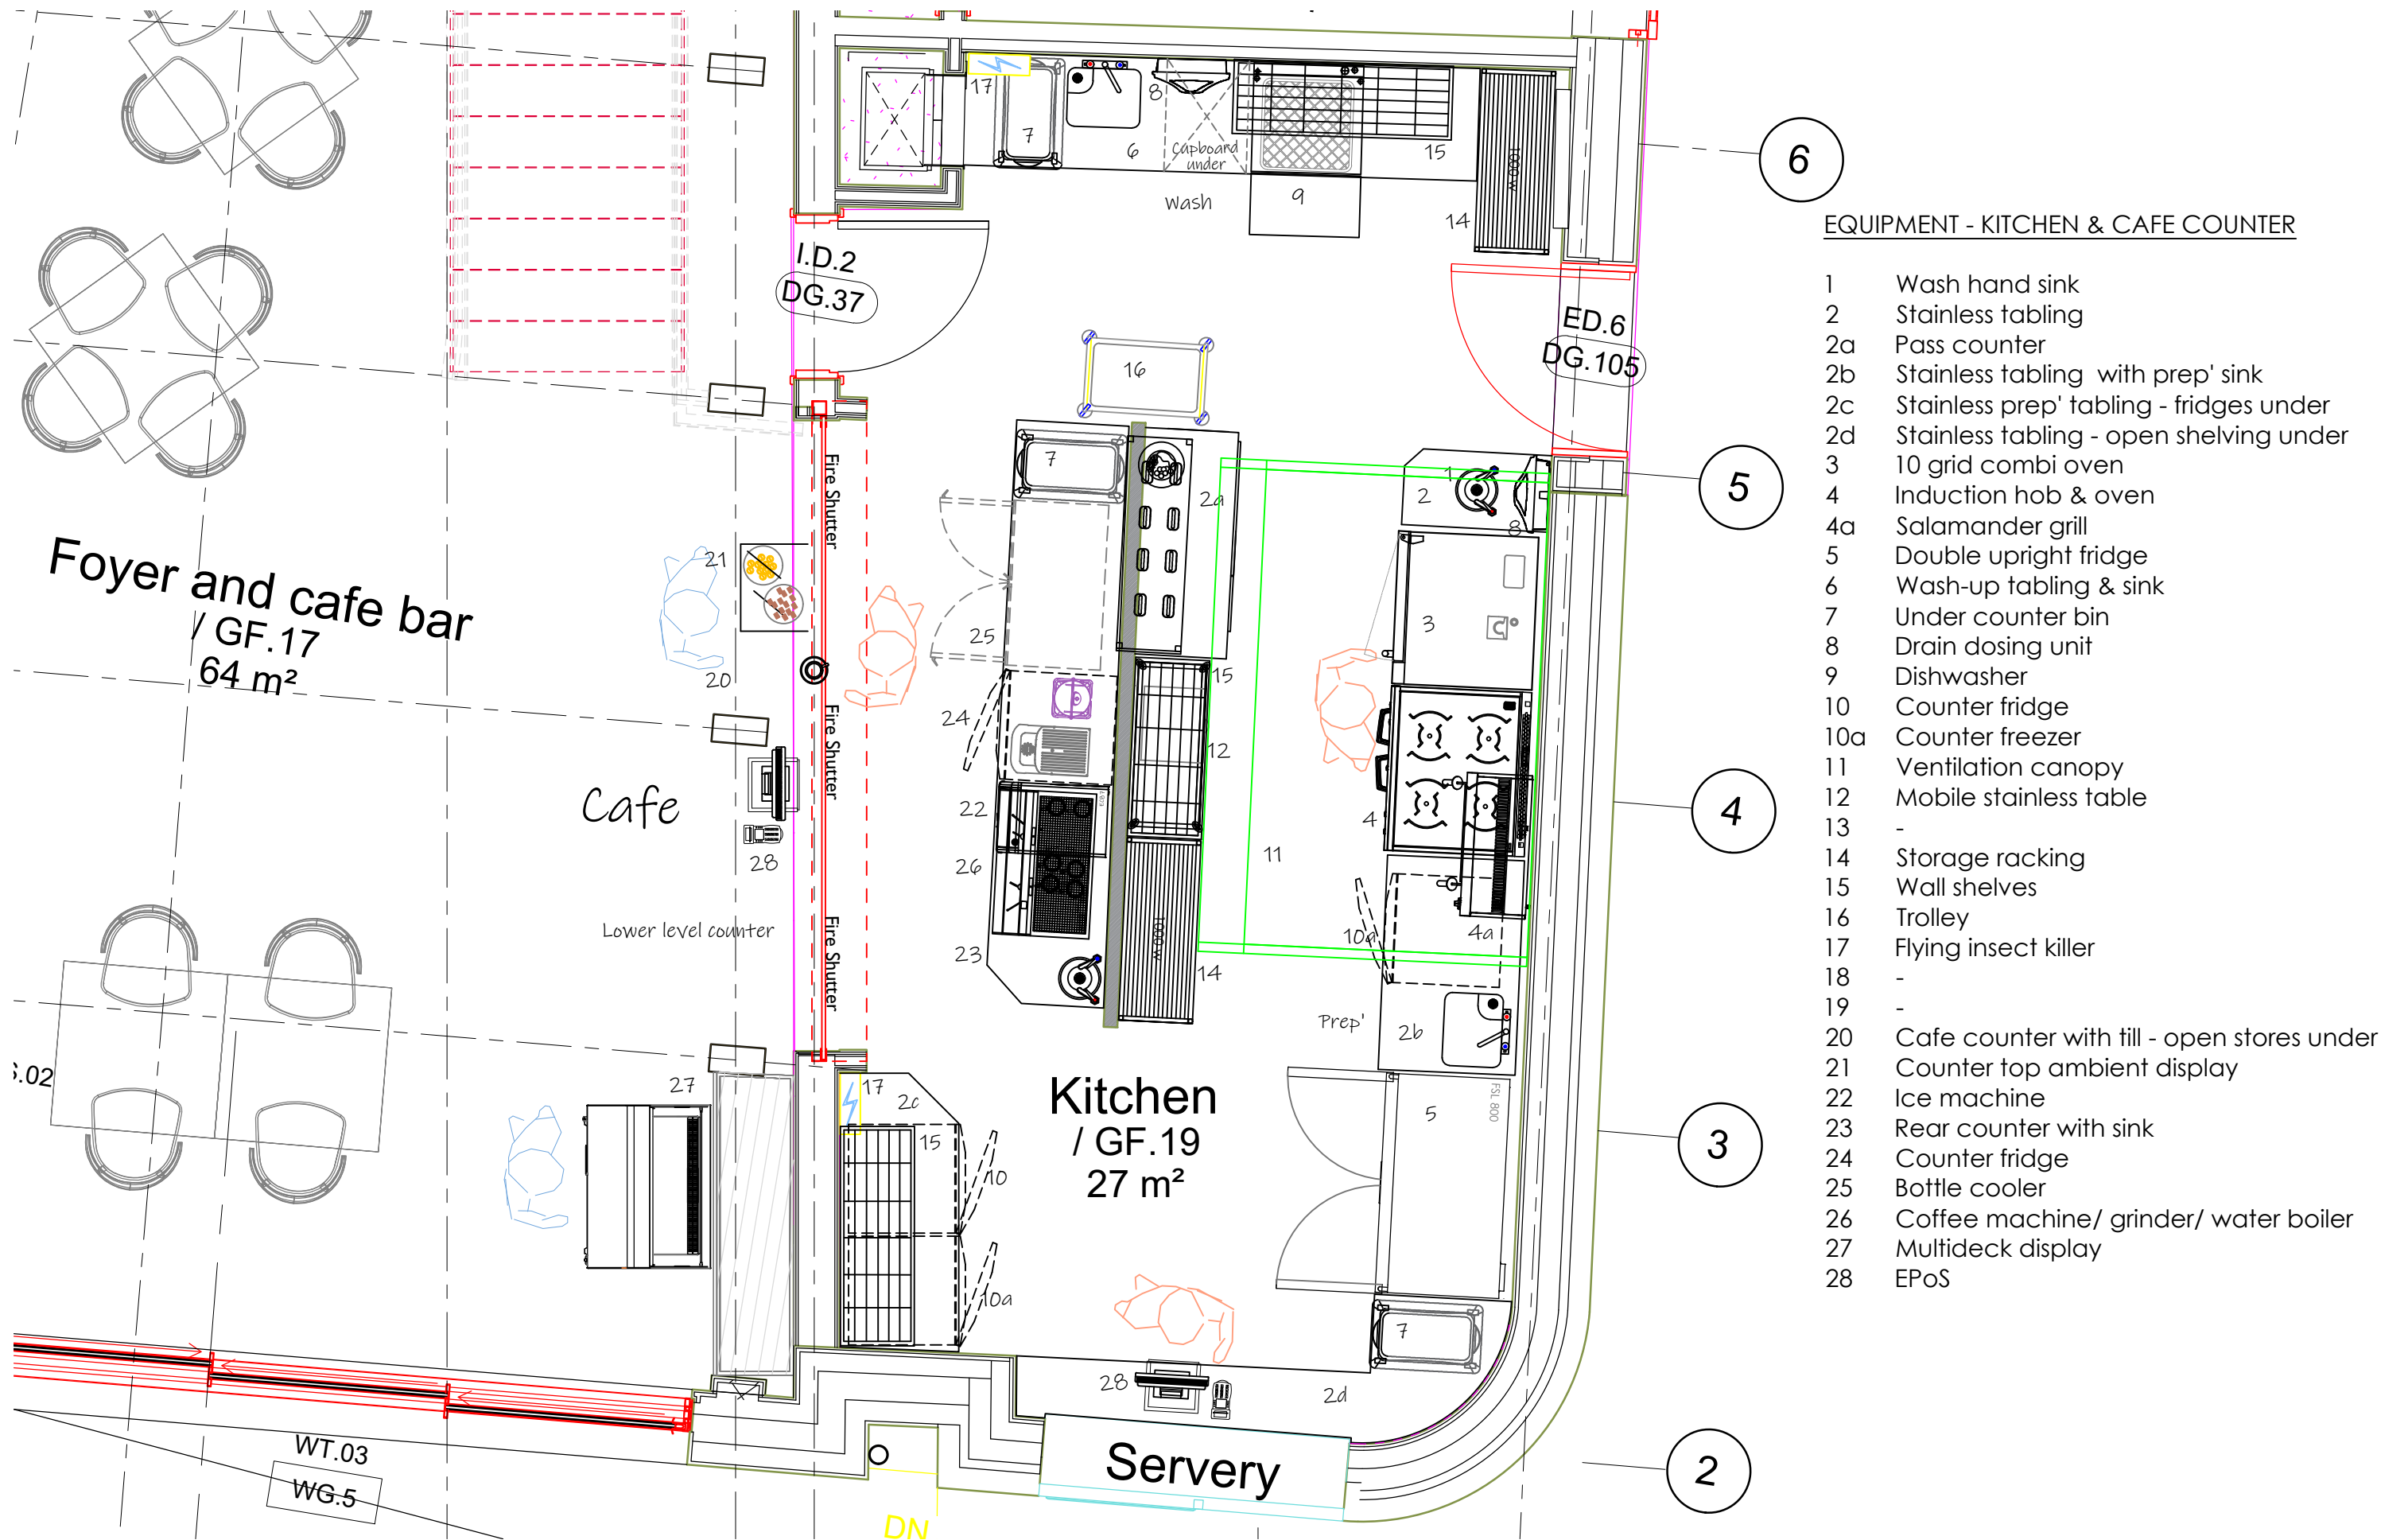 17
7
6
8
Cupboard
under
15
1000 W
Wash
9
14
6
I.D.2
DG.37
ED.6
DG.105
16
5
7
2a
Fire Shutter
1
2
8
21
25
3
Foyer and cafe bar
/ GF.17
64 m²
20
24
15
12
Fire Shutter
Cafe
22
4
4
28
26
11
Lower level counter
Fire Shutter
23
1000 W
14
10a
4a
Prep'
2b
S.02
27
17
2c
15
10
10a
Kitchen
/ GF.19
27 m²
5
FSL 800
3
7
28
2d
Servery
2
WT.03
WG.5
DN
EQUIPMENT - KITCHEN & CAFE COUNTER
1 Wash hand sink
2 Stainless tabling
2a Pass counter
2b Stainless tabling with prep' sink
2c Stainless prep' tabling - fridges under
2d Stainless tabling - open shelving under
3 10 grid combi oven
4 Induction hob & oven
4a Salamander grill
5 Double upright fridge
6 Wash-up tabling & sink
7 Under counter bin
8 Drain dosing unit
9 Dishwasher
10 Counter fridge
10a Counter freezer
11 Ventilation canopy
12 Mobile stainless table
13 -
14 Storage racking
15 Wall shelves
16 Trolley
17 Flying insect killer
18 -
19 -
20 Cafe counter with till - open stores under
21 Counter top ambient display
22 Ice machine
23 Rear counter with sink
24 Counter fridge
25 Bottle cooler
26 Coffee machine/ grinder/ water boiler
27 Multideck display
28 EPoS